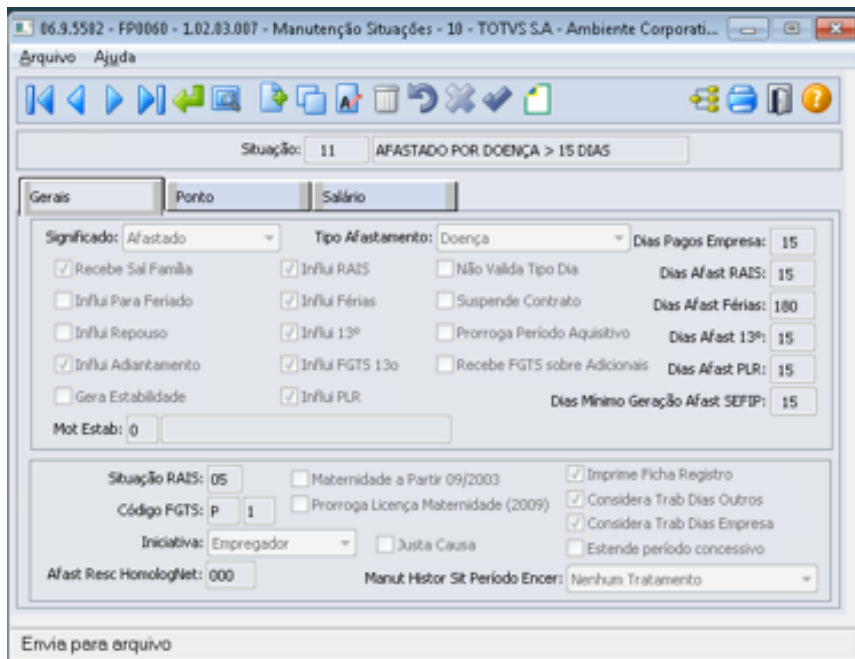 06.9.5582 - FP0060 - 1.02.03.007 - Manutenção Situações - 10 - TOTVS S.A - Ambiente Corporati...
Arquivo Ajuda
Situação: 11 AFASTADO POR DOENÇA > 15 DIAS
Gerais Ponto Salário
Significado: Afastado Tipo Afastamento: Doença Dias Pagos Empresa: 15
Recebe Sal Família Influi RAIS Não Valida Tipo Dia Dias Afast RAIS: 15
Influi Para Feriado Influi Férias Suspende Contrato Dias Afast Férias: 180
Influi Repouso Influi 13º Prorroga Período Aquisitivo Dias Afast 13º: 15
Influi Adiantamento Influi FGTS 13o Recebe FGTS sobre Adicionais Dias Afast PLR: 15
Gera Estabilidade Influi PLR Dias Mínimo Geração Afast SEFIP: 15
Mot Estab: 0
Situação RAIS: 05 Maternidade a Partir 09/2003 Imprime Ficha Registro
Código FGTS: P 1 Prorroga Licença Maternidade (2009) Considera Trab Dias Outros
Considera Trab Dias Empresa
Iniciativa: Empregador Justa Causa Estende período concessivo
Afast Resc HomologNet: 000 Manut Histor Sit Período Encer: Nenhum Tratamento
Envia para arquivo